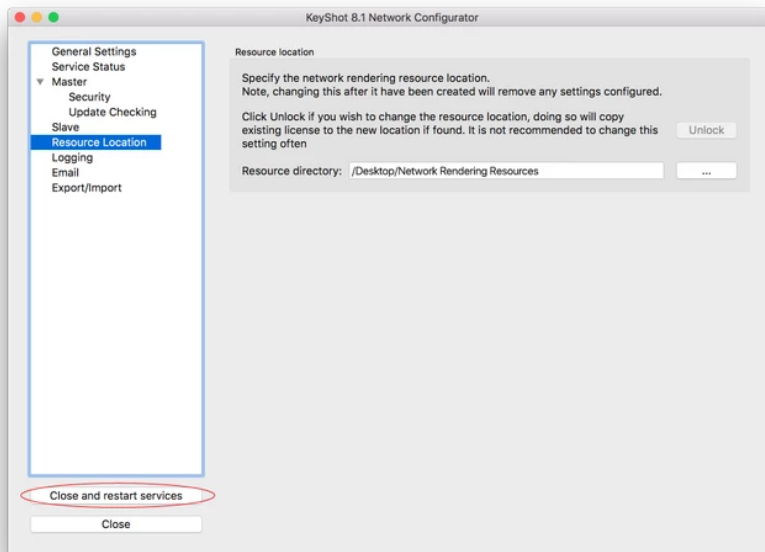 KeyShot 8.1 Network Configurator
General Settings
Service Status
Master
Security
Update Checking
Slave
Resource Location
Logging
Email
Export/Import
Close and restart services
Close
Resource location
Specify the network rendering resource location.
Note, changing this after it have been created will remove any settings configured.
Click Unlock if you wish to change the resource location, doing so will copy
existing license to the new location if found. It is not recommended to change this
setting often
Unlock
Resource directory: /Desktop/Network Rendering Resources ...